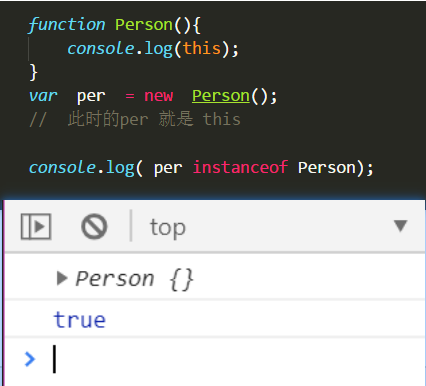 function Person(){
console.log(this);
}
var per = new Person();
// 此时的per 就是 this
console.log( per instanceof Person);
top
Person {}
true